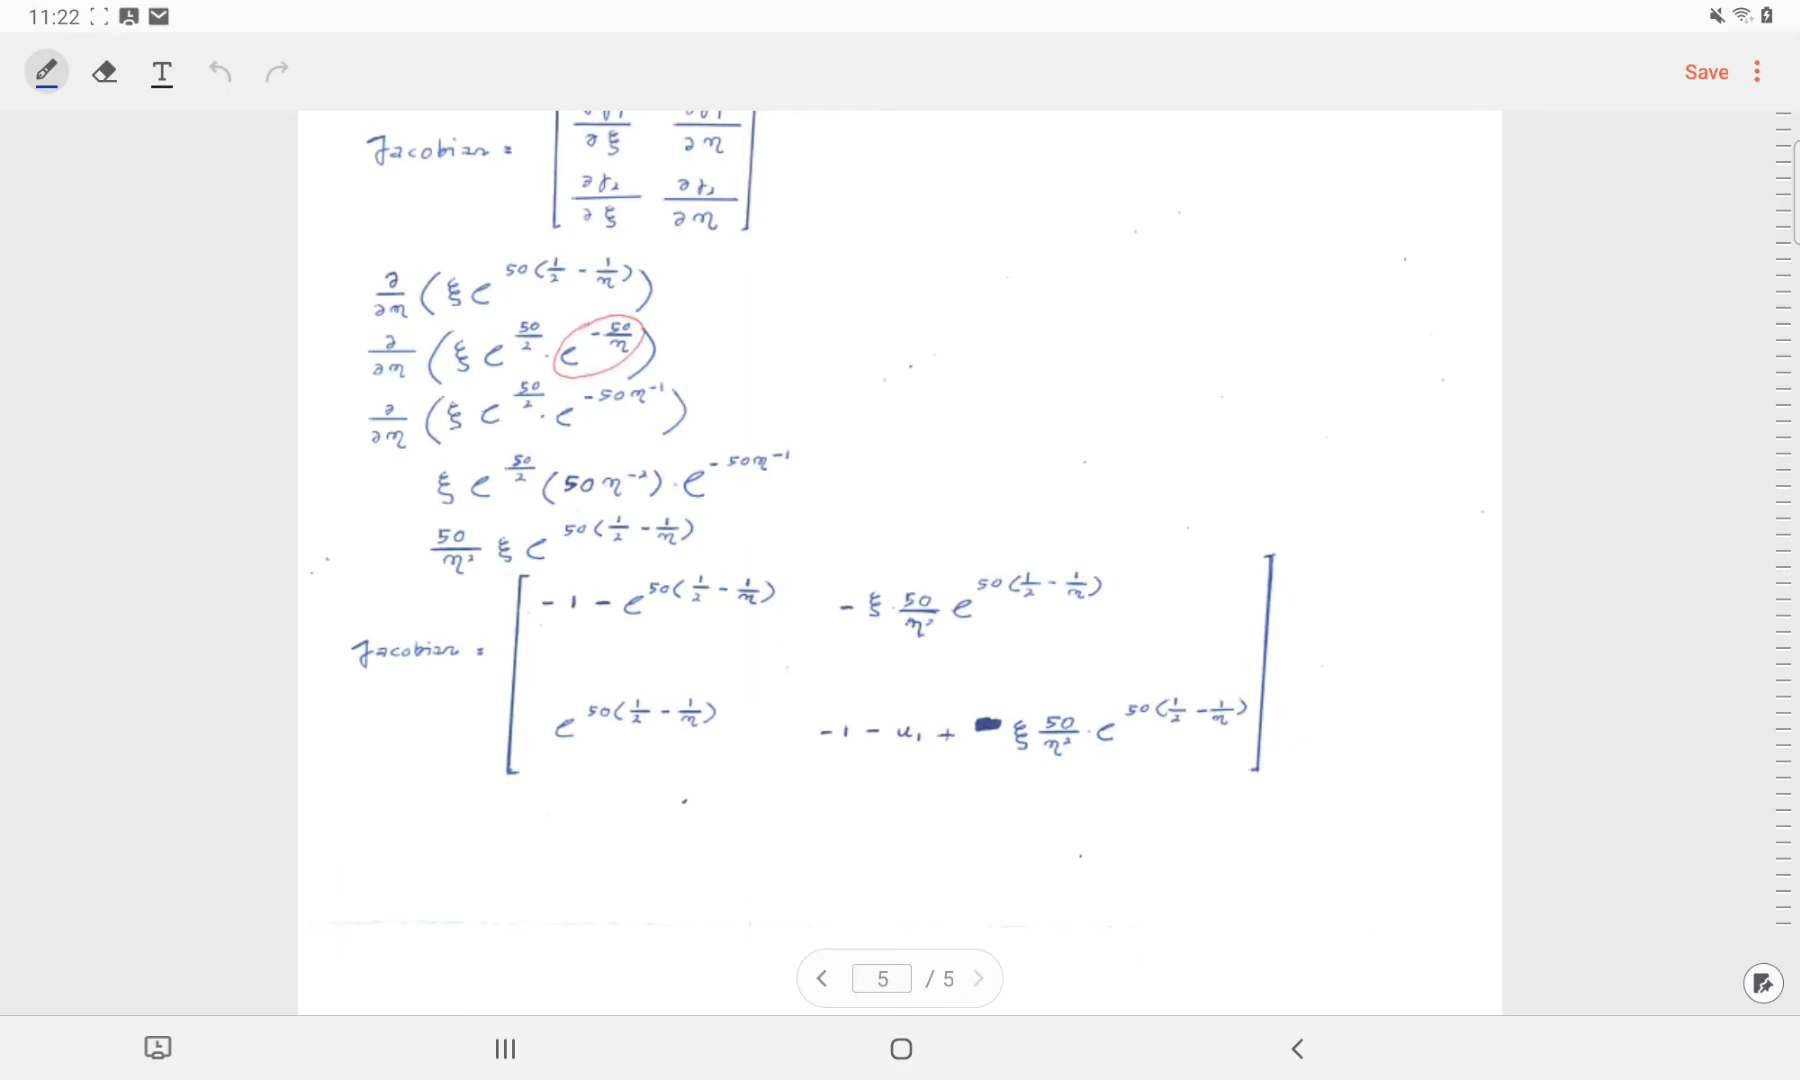 11:22
T
Save
Jacobian = [ ∂f1/∂ξ ∂f1/∂η
∂f2/∂ξ ∂f2/∂η ]
∂/∂η ( ξ e^50(1/2 - 1/η) )
∂/∂η ( ξ e^50/2 · e^-50/η )
∂/∂η ( ξ e^50/2 · e^-50η^-1 )
ξ e^50/2 (50 η^-2) · e^-50η^-1
50/η² ξ e^50(1/2 - 1/η)
Jacobian = [ -1 - e^50(1/2 - 1/η) - ξ · 50/η² e^50(1/2 - 1/η)
e^50(1/2 - 1/η) -1 - u₁ + ξ 50/η² · e^50(1/2 - 1/η) ]
5 / 5